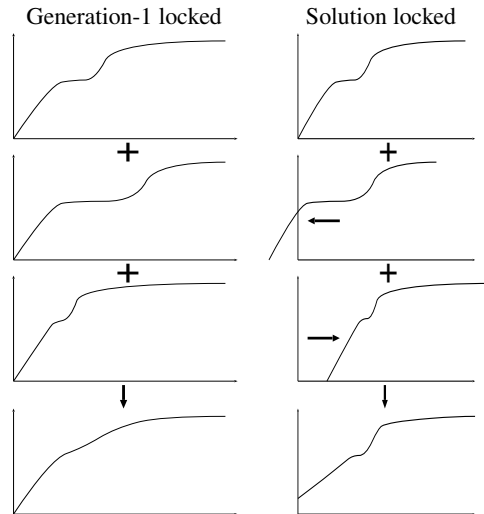 Generation-1 locked
Solution locked
+
+
+
+